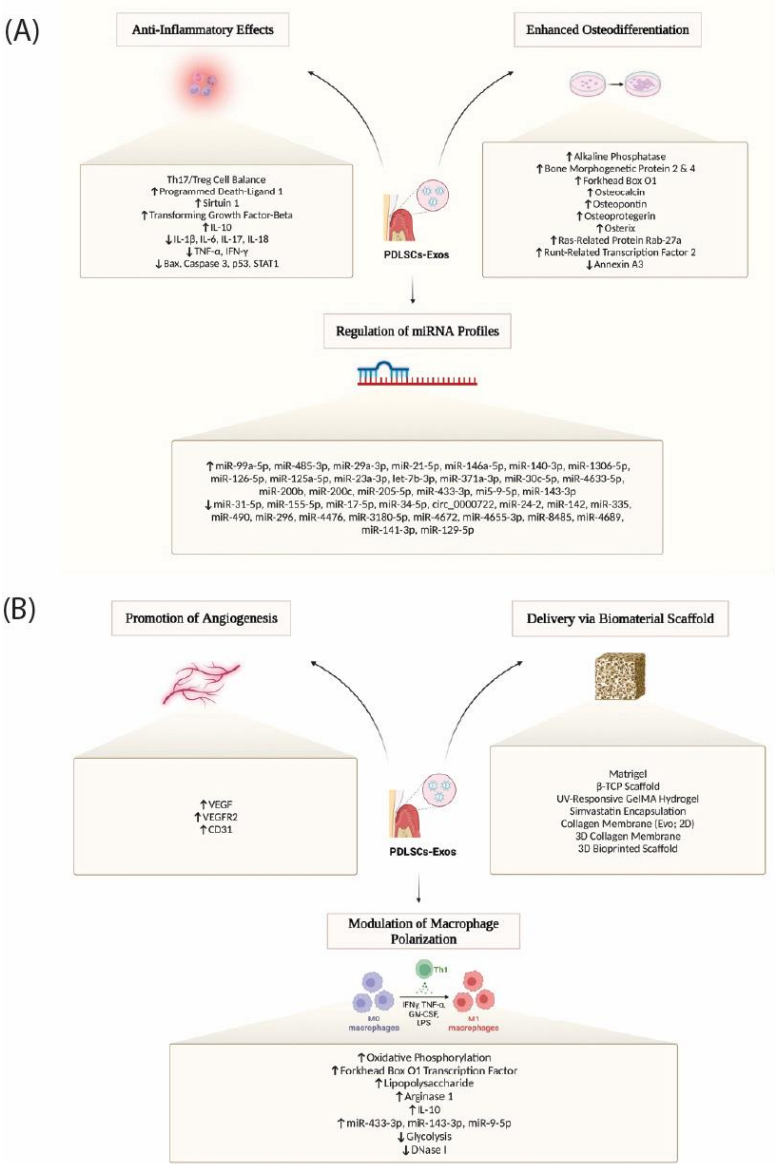 (A)
Anti-Inflammatory Effects
Enhanced Osteodifferentiation
Th17/Treg Cell Balance
↑Programmed Death-Ligand 1
↑Sirtuin 1
↑Transforming Growth Factor-Beta
↑IL-10
↓IL-1β, IL-6, IL-17, IL-18
↓TNF-α, IFN-γ
↓Bax, Caspase 3, p53, STAT1
↑Alkaline Phosphatase
↑Bone Morphogenetic Protein 2 & 4
↑Forkhead Box O1
↑Osteocalcin
↑Osteopontin
↑Osteoprotegerin
↑Osterix
↑Ras-Related Protein Rab-27a
↑Runt-Related Transcription Factor 2
↓Annexin A3
PDLSCs-Exos
Regulation of miRNA Profiles
↑miR-99a-5p, miR-485-3p, miR-29a-3p, miR-21-5p, miR-146a-5p, miR-140-3p, miR-1306-5p,
miR-126-5p, miR-125a-5p, miR-23a-3p, let-7b-3p, miR-371a-3p, miR-30c-5p, miR-4633-5p,
miR-200b, miR-200c, miR-205-5p, miR-433-3p, mi5-9-5p, miR-143-3p
↓miR-31-5p, miR-155-5p, miR-17-5p, miR-34-5p, circ_0000722, miR-24-2, miR-142, miR-335,
miR-490, miR-296, miR-4476, miR-3180-5p, miR-4672, miR-4655-3p, miR-8485, miR-4689,
miR-141-3p, miR-129-5p
(B)
Promotion of Angiogenesis
Delivery via Biomaterial Scaffold
↑VEGF
↑VEGFR2
↑CD31
Matrigel
β-TCP Scaffold
UV-Responsive GelMA Hydrogel
Simvastatin Encapsulation
Collagen Membrane (Evo; 2D)
3D Collagen Membrane
3D Bioprinted Scaffold
PDLSCs-Exos
Modulation of Macrophage
Polarization
Th1
IFNγ, TNF-α,
GM-CSF,
LPS
M0
macrophages
M1
macrophages
↑Oxidative Phosphorylation
↑Forkhead Box O1 Transcription Factor
↑Lipopolysaccharide
↑Arginase 1
↑IL-10
↑miR-433-3p, miR-143-3p, miR-9-5p
↓Glycolysis
↓DNase I